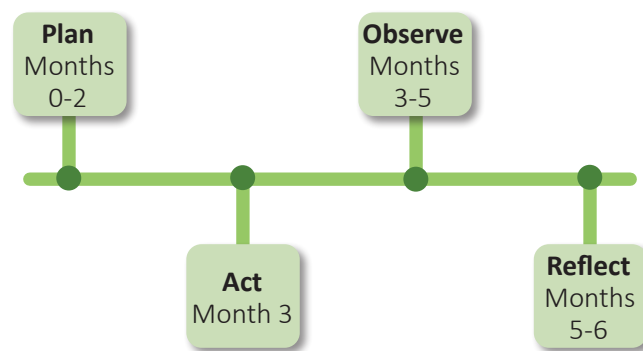 Plan
Months
0-2
Act
Month 3
Observe
Months
3-5
Reflect
Months
5-6